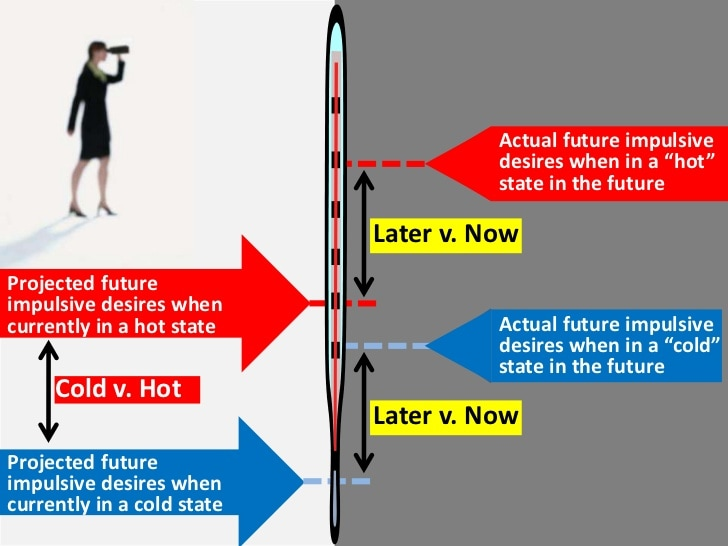 Actual future impulsive
desires when in a “hot”
state in the future
Later v. Now
Projected future
impulsive desires when
currently in a hot state
Actual future impulsive
desires when in a “cold”
state in the future
Cold v. Hot
Later v. Now
Projected future
impulsive desires when
currently in a cold state